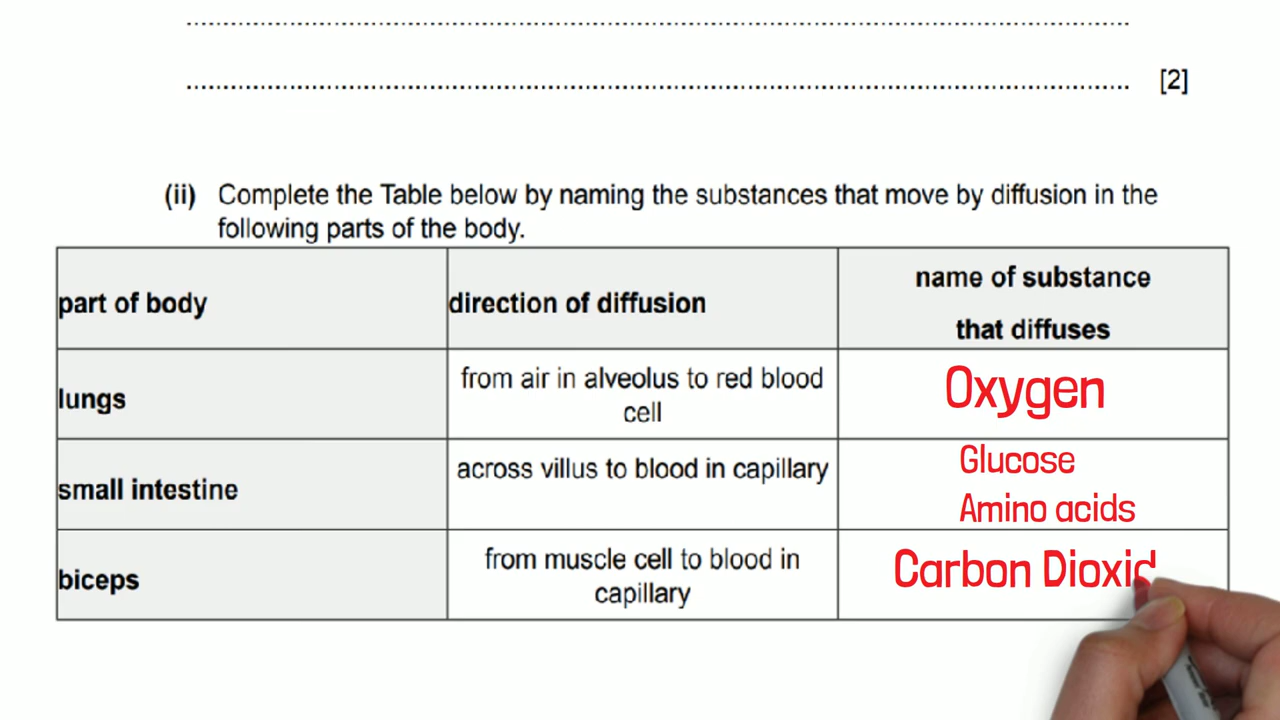 [2]
(ii) Complete the Table below by naming the substances that move by diffusion in the
following parts of the body.
part of body
direction of diffusion
name of substance
that diffuses
lungs
from air in alveolus to red blood
cell
Oxygen
small intestine
across villus to blood in capillary
Glucose
Amino acids
biceps
from muscle cell to blood in
capillary
Carbon Dioxid